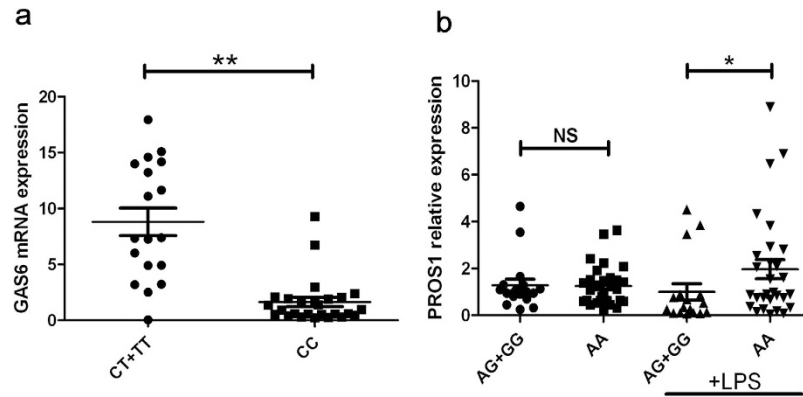 a
**
GAS6 mRNA expression
20
15
10
5
0
CT+TT
CC
b
*
NS
PROS1 relative expression
10
8
6
4
2
0
AG+GG
AA
AG+GG
AA
+LPS